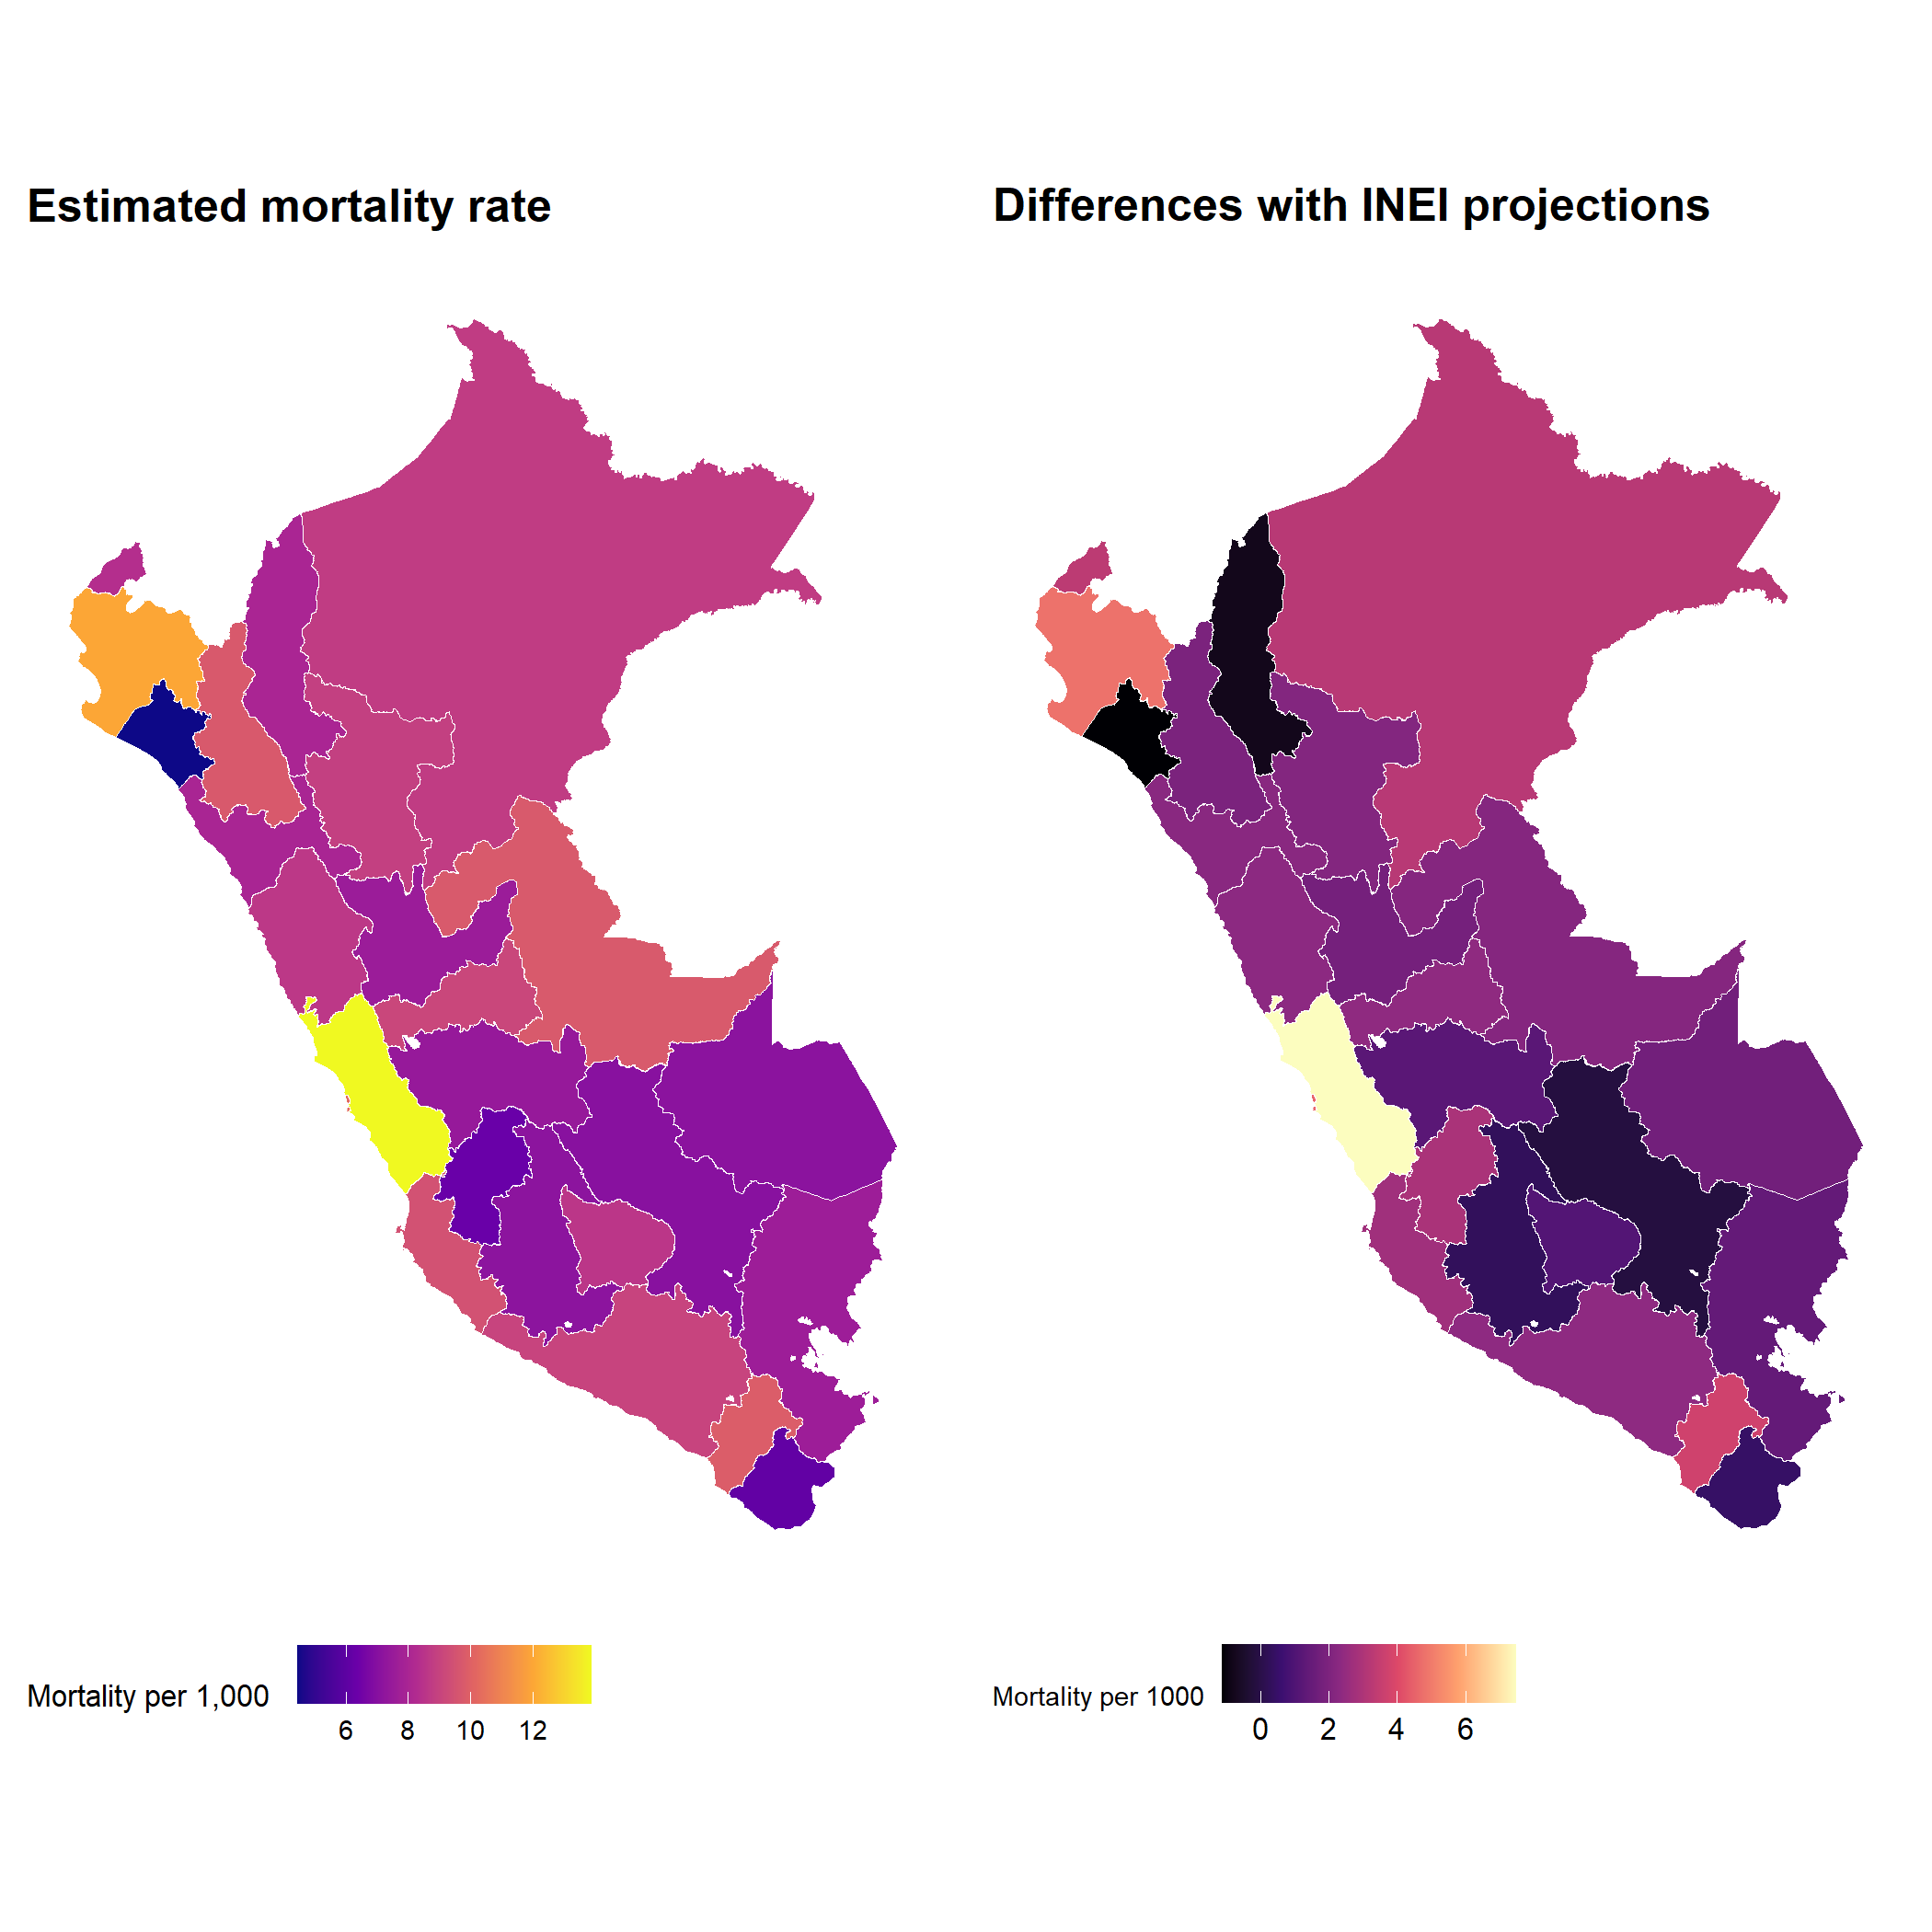 Estimated mortality rate
Differences with INEI projections
Mortality per 1,000
6 8 10 12
Mortality per 1000
0 2 4 6